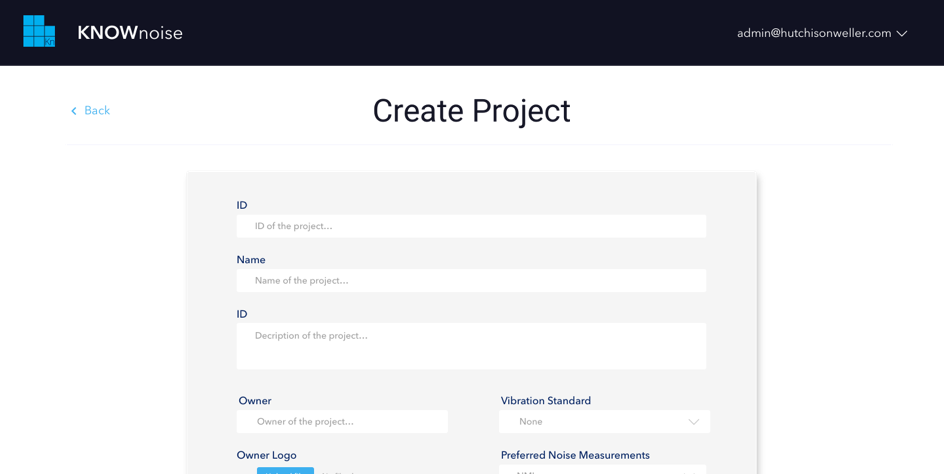 Kn
KNOWnoise
admin@hutchisonweller.com
Back
Create Project
ID
ID of the project...
Name
Name of the project...
ID
Decription of the project...
Owner
Owner of the project...
Vibration Standard
None
Owner Logo
Preferred Noise Measurements